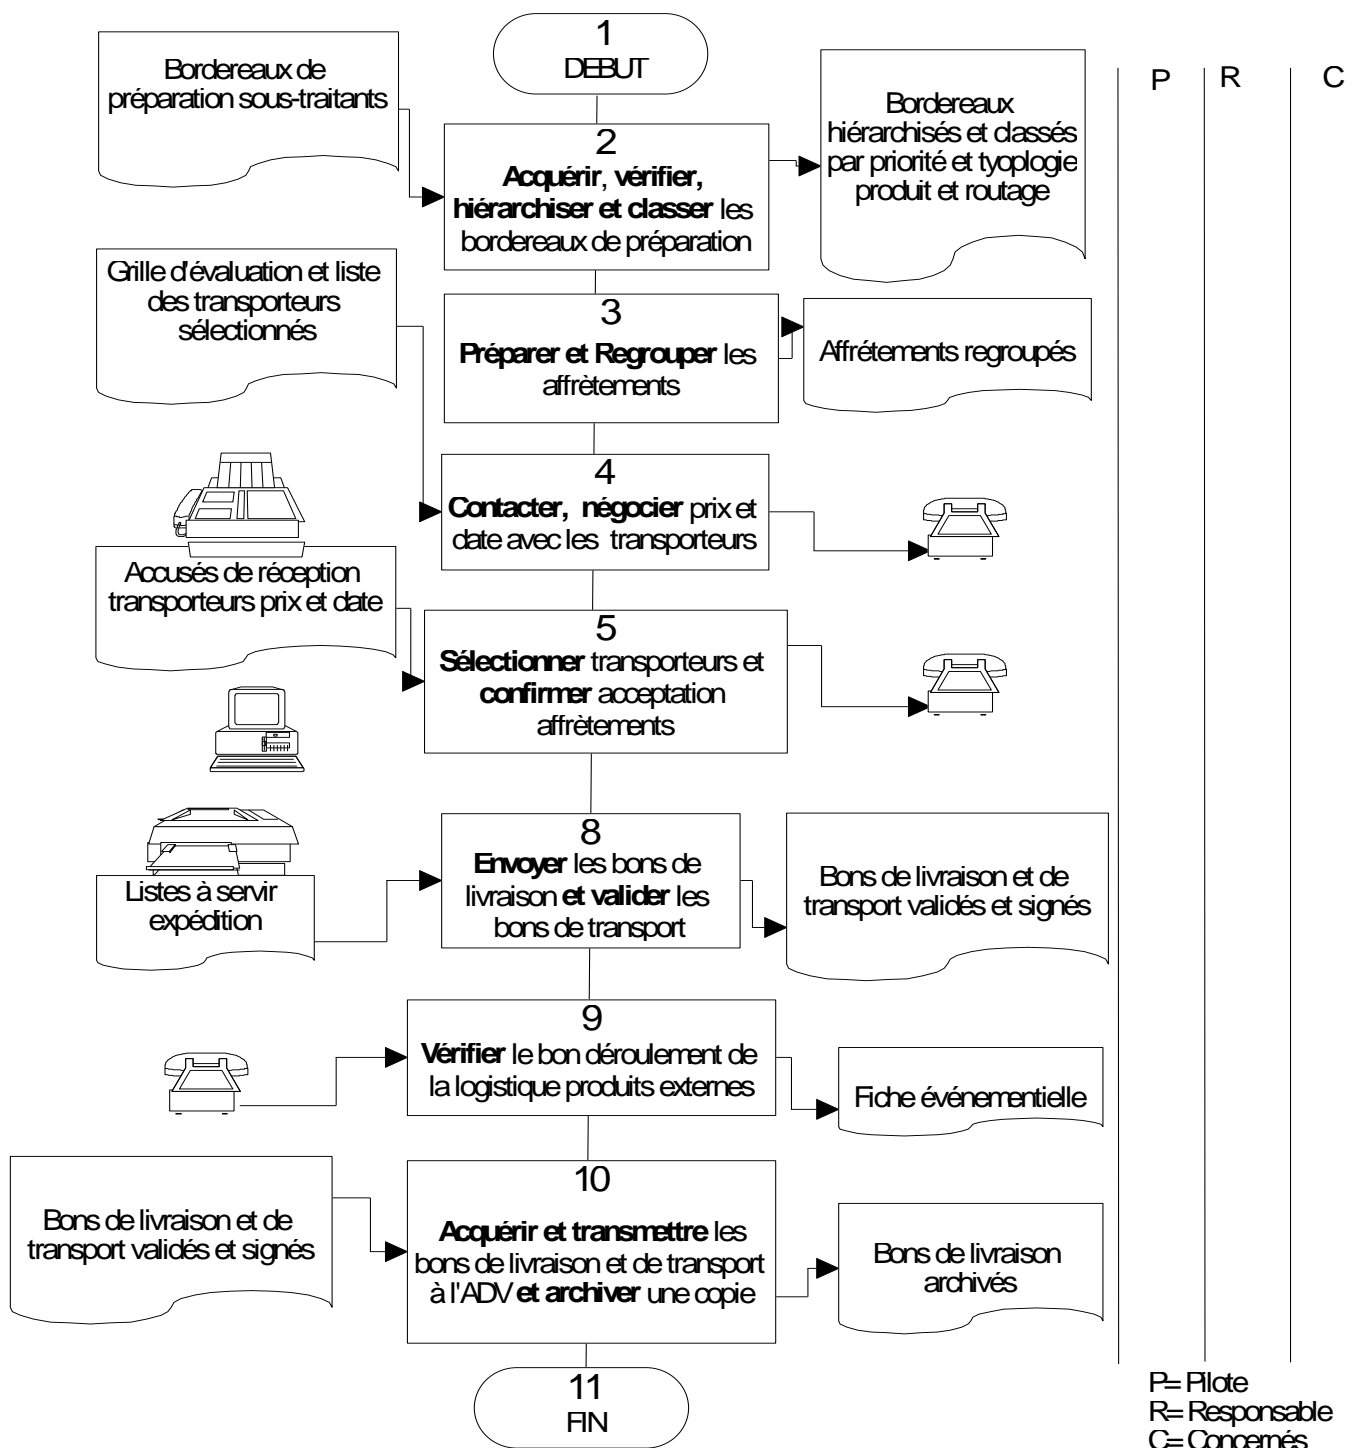 1
DEBUT
Bordereaux de
préparation sous-traitants
2
Acquérir, vérifier,
hiérarchiser et classer les
bordereaux de préparation
Bordereaux
hiérarchisés et classés
par priorité et tyoplogie
produit et routage
P
R
C
Grille d'évaluation et liste
des transporteurs
sélectionnés
3
Préparer et Regrouper les
affrètements
Affrétements regroupés
4
Contacter, négocier prix et
date avec les transporteurs
Accusés de réception
transporteurs prix et date
5
Sélectionner transporteurs et
confirmer acceptation
affrètements
Listes à servir
expédition
8
Envoyer les bons de
livraison et valider les
bons de transport
Bons de livraison et de
transport validés et signés
9
Vérifier le bon déroulement de
la logistique produits externes
Fiche événementielle
Bons de livraison et de
transport validés et signés
10
Acquérir et transmettre les
bons de livraison et de transport
à l'ADV et archiver une copie
Bons de livraison
archivés
11
FIN
P= Pilote
R= Responsable
C= Concernés